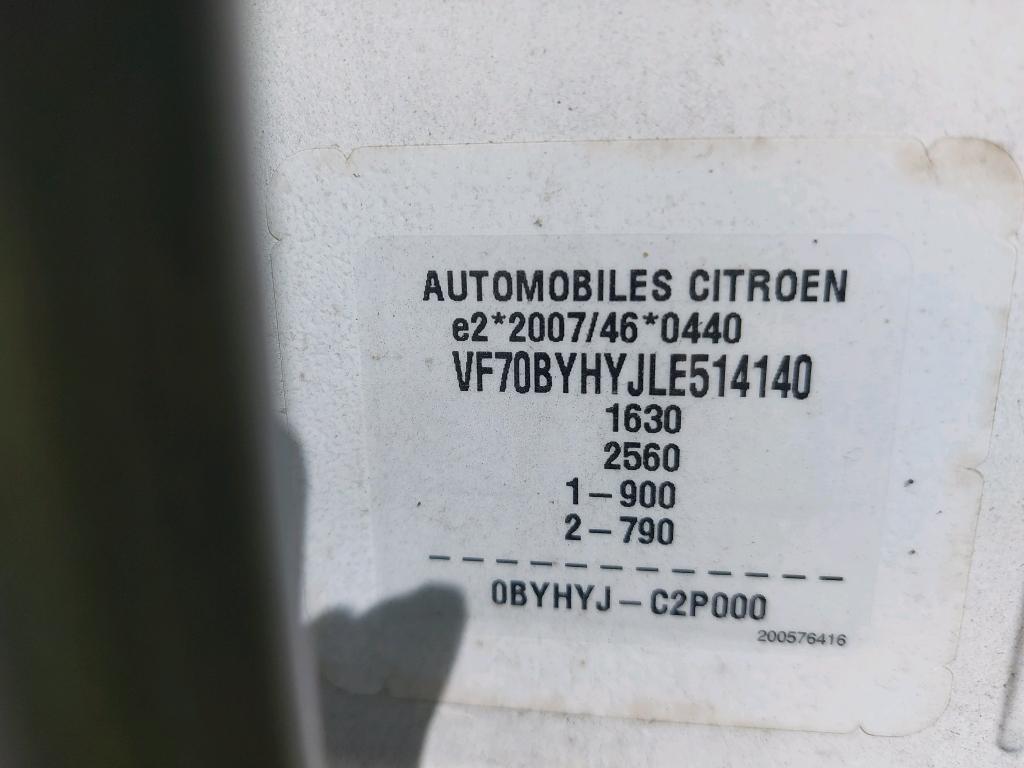 AUTOMOBILES CITROEN
e2*2007/46*0440
VF70BYHYJLE514140
1630
2560
1-900
2-790
0BYHYJ-C2P000
200576416